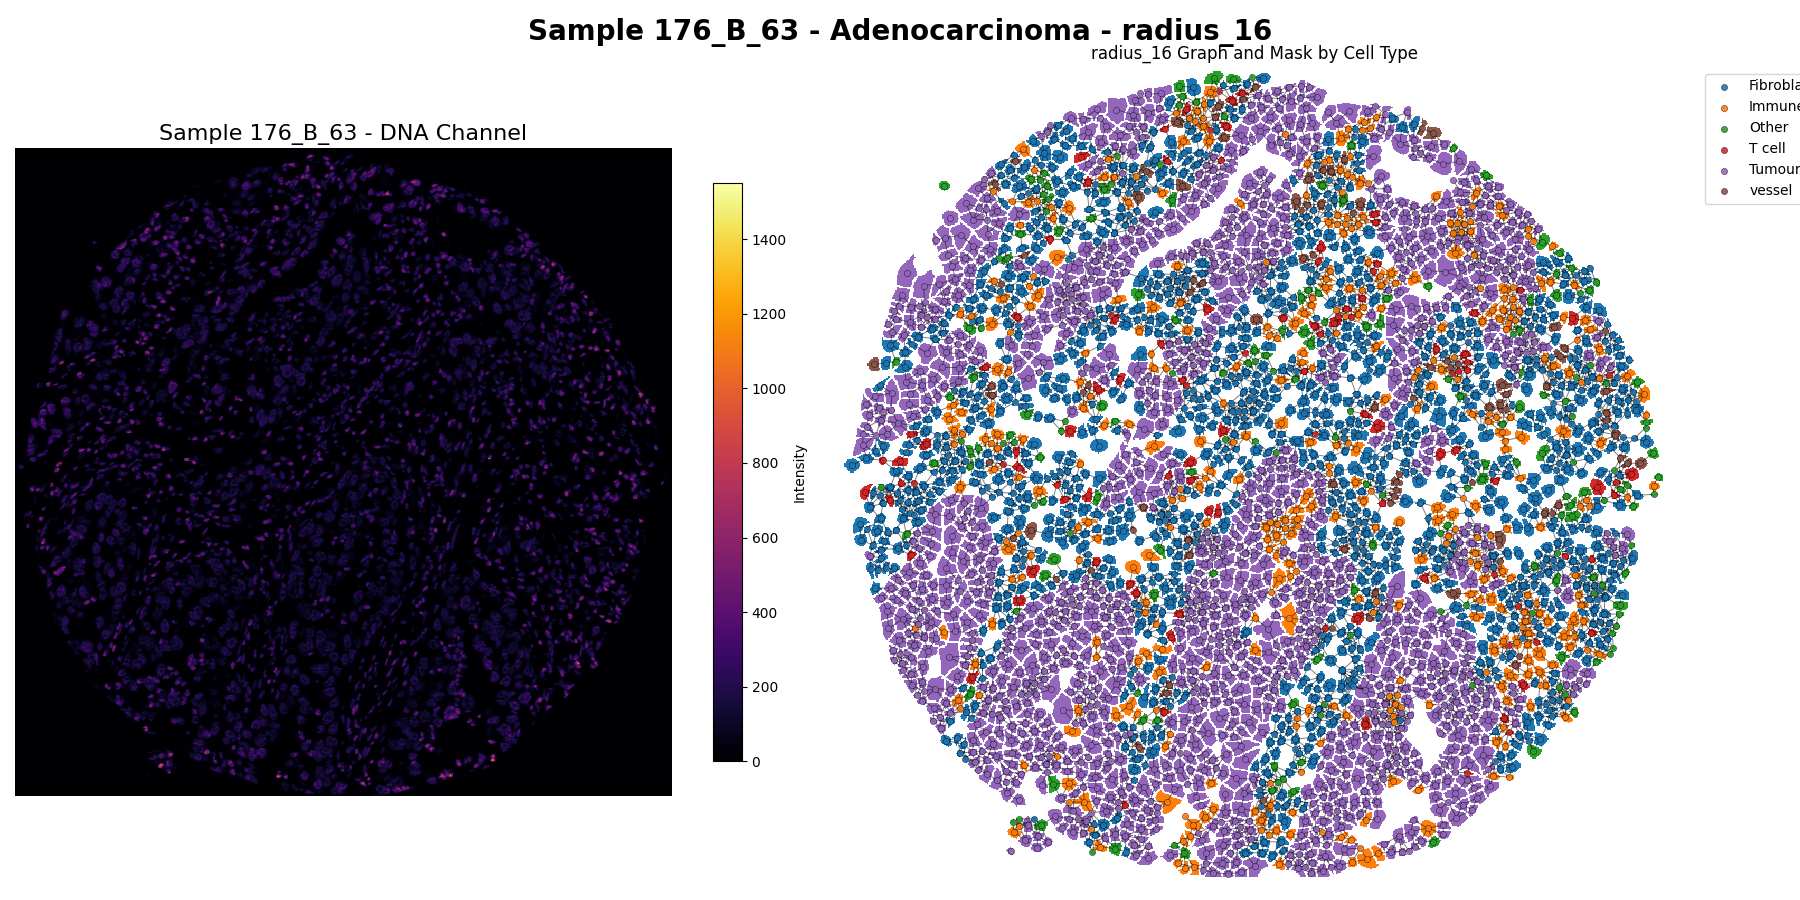 Sample 176_B_63 - Adenocarcinoma - radius_16
Sample 176_B_63 - DNA Channel
1400
1200
1000
800
600
400
200
0
Intensity
radius_16 Graph and Mask by Cell Type
Fibrobla
Immune
Other
T cell
Tumour
vessel